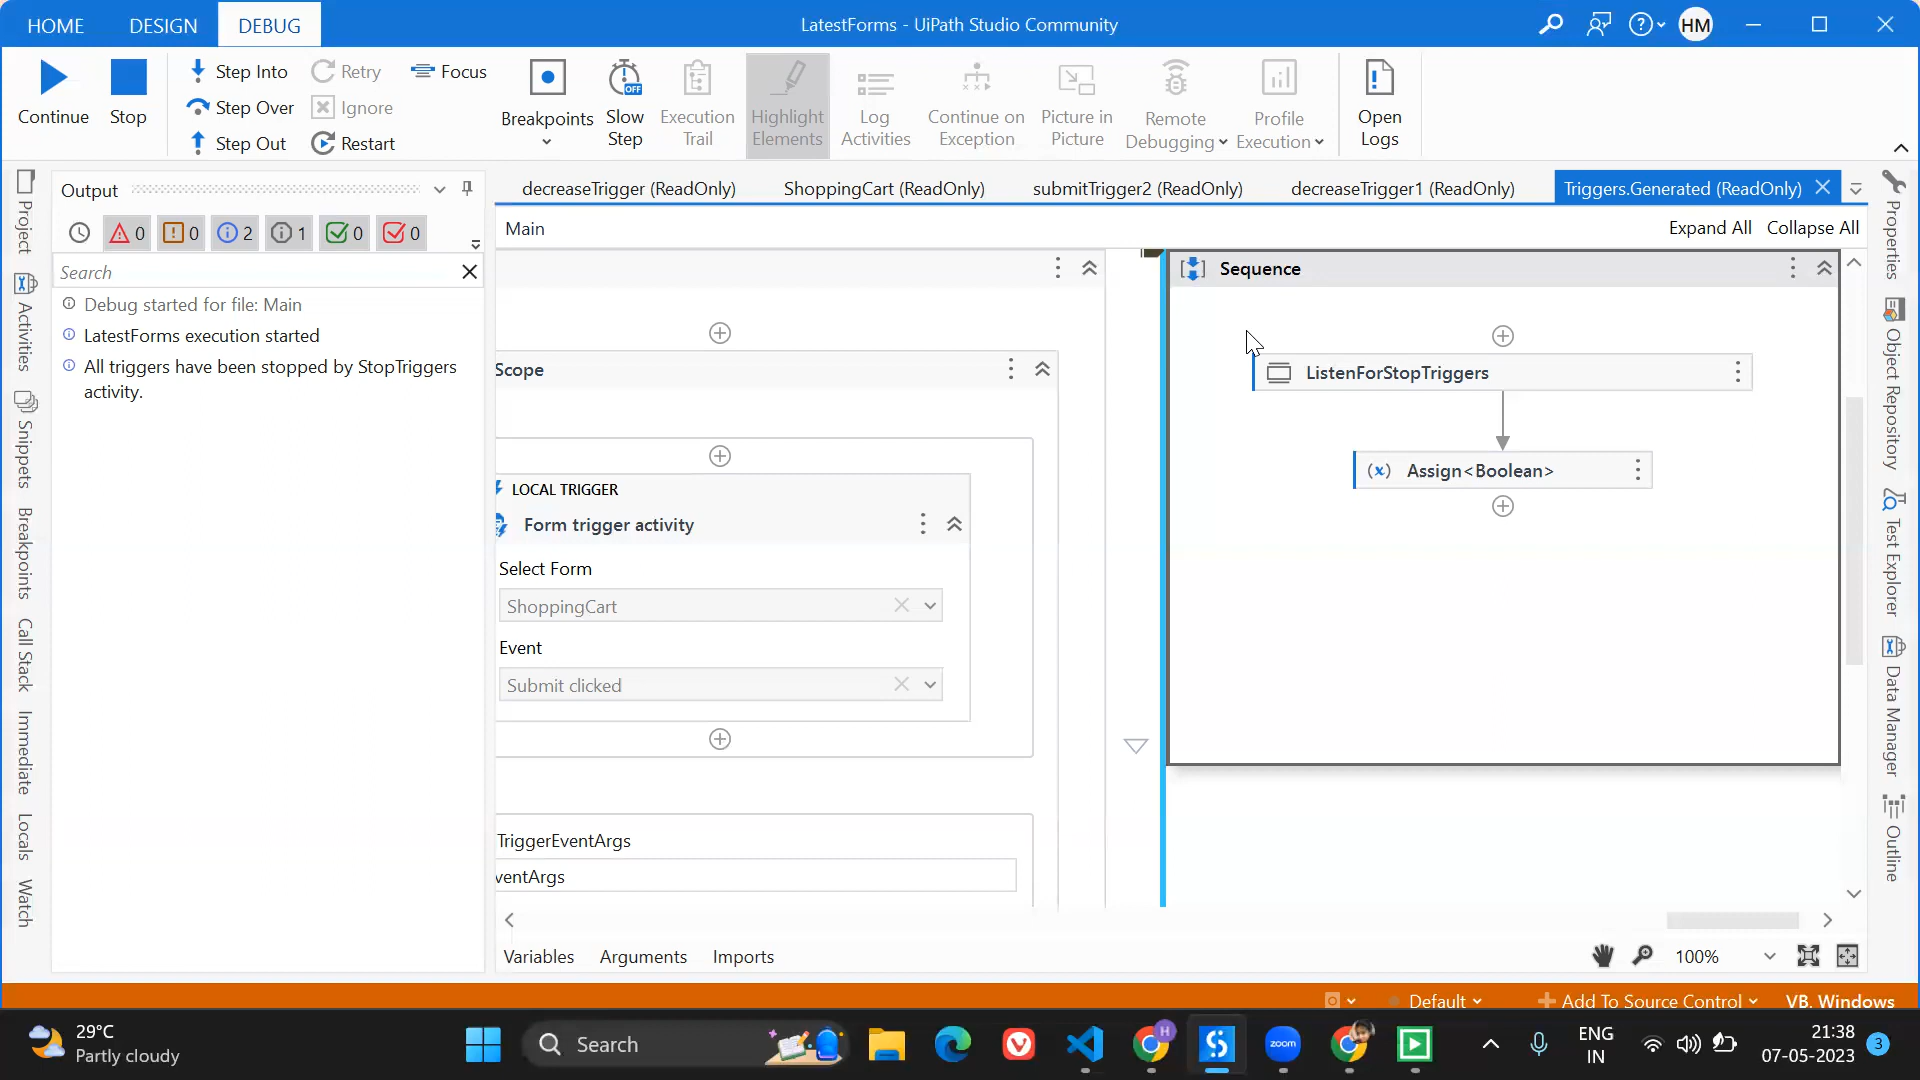 HOME
DESIGN
DEBUG
LatestForms - UiPath Studio Community
HM
Continue
Stop
Step Into
Step Over
Step Out
Retry
Ignore
Restart
Focus
Breakpoints
Slow
Step
OFF
Execution
Trail
Highlight
Elements
Log
Activities
Continue on
Exception
Picture in
Picture
Remote
Debugging
Profile
Execution
Open
Logs
Project
Activities
Snippets
Breakpoints
Call Stack
Immediate
Locals
Watch
Output
0
0
2
1
0
0
Search
Debug started for file: Main
LatestForms execution started
All triggers have been stopped by StopTriggers
activity.
decreaseTrigger (ReadOnly)
ShoppingCart (ReadOnly)
submitTrigger2 (ReadOnly)
decreaseTrigger1 (ReadOnly)
Triggers.Generated (ReadOnly)
Main
Expand All
Collapse All
Scope
LOCAL TRIGGER
Form trigger activity
Select Form
ShoppingCart
Event
Submit clicked
TriggerEventArgs
ventArgs
Sequence
ListenForStopTriggers
(x) Assign<Boolean>
Variables
Arguments
Imports
100%
Properties
Object Repository
Test Explorer
Data Manager
Outline
Default
Add To Source Control
VB, Windows
29°C
Partly cloudy
Search
H
zoom
ENG
IN
21:38
07-05-2023
3